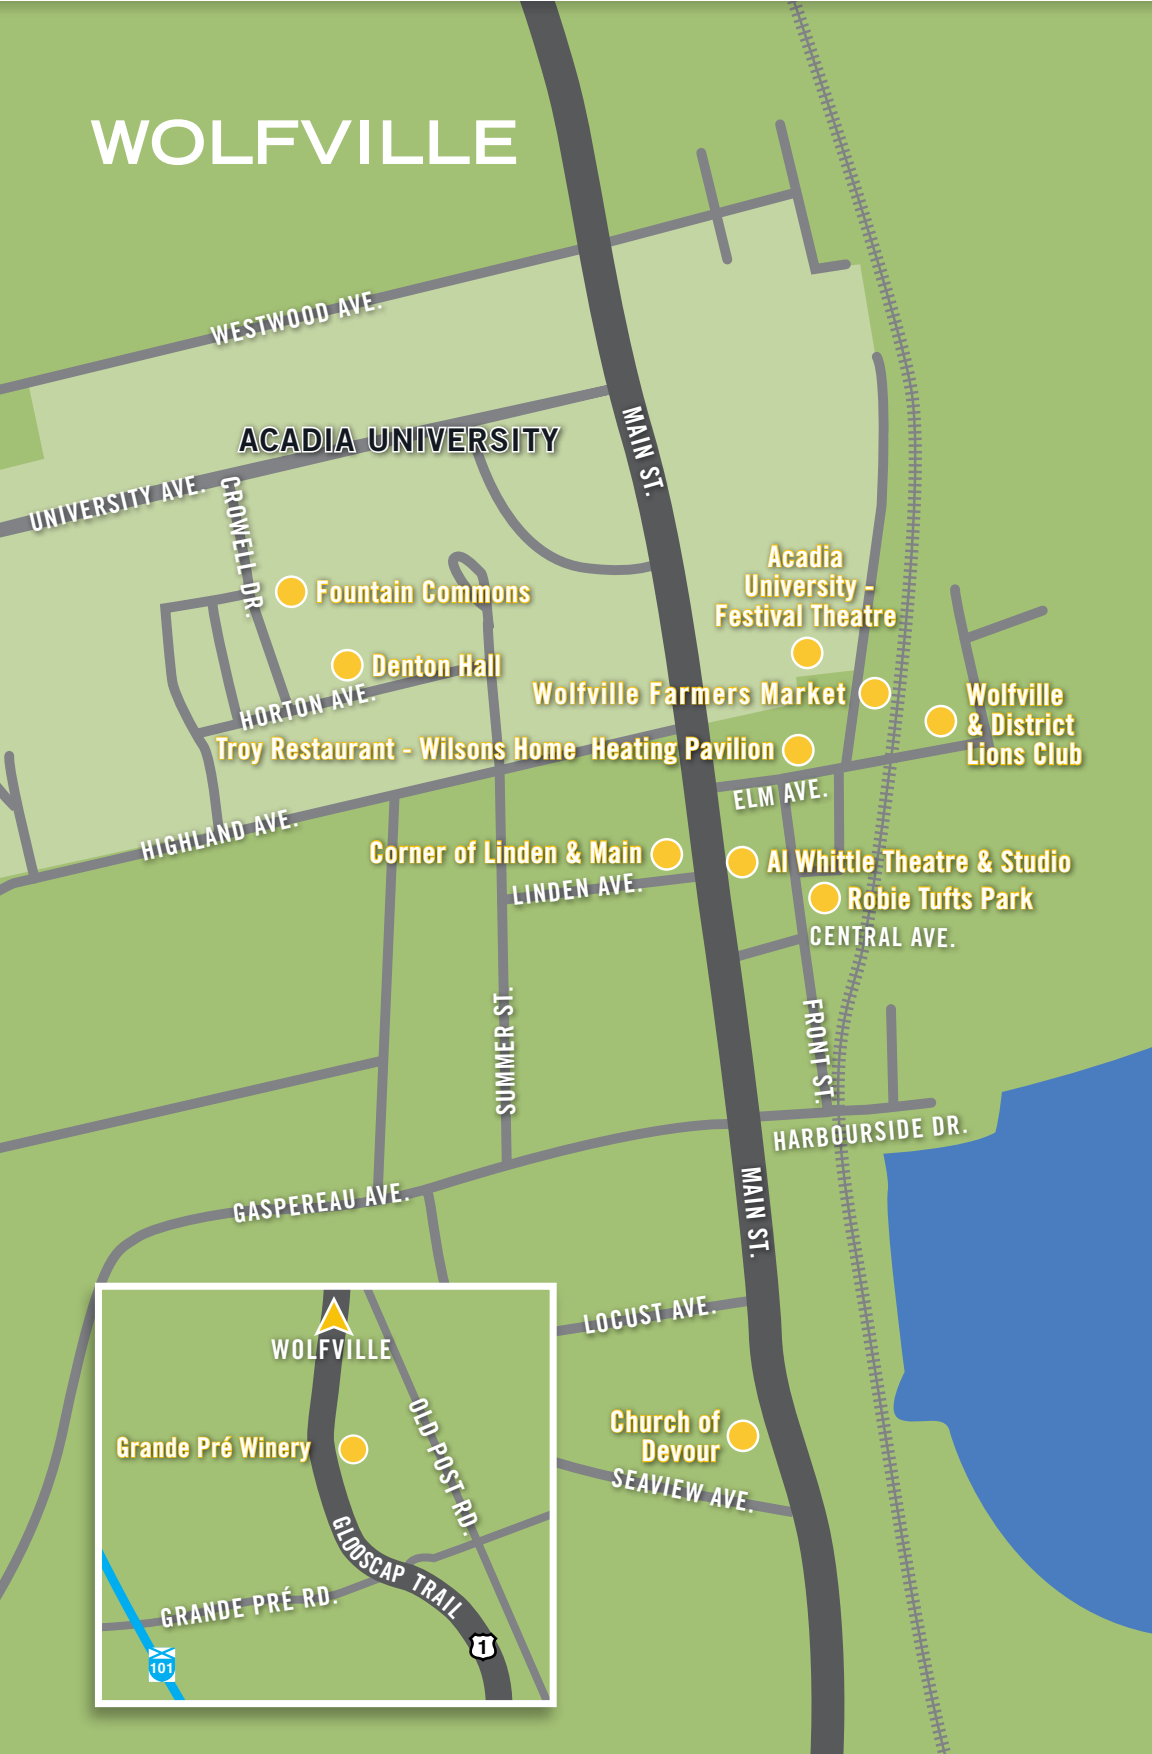 WOLFVILLE
WESTWOOD AVE.
ACADIA UNIVERSITY
MAIN ST.
UNIVERSITY AVE.
CROWELL DR.
Fountain Commons
Acadia
University -
Festival Theatre
Denton Hall
HORTON AVE.
Wolfville Farmers Market
Wolfville
& District
Lions Club
Troy Restaurant - Wilsons Home Heating Pavilion
ELM AVE.
HIGHLAND AVE.
Corner of Linden & Main
Al Whittle Theatre & Studio
LINDEN AVE.
Robie Tufts Park
CENTRAL AVE.
SUMMER ST.
FRONT ST.
HARBOURSIDE DR.
GASPEREAU AVE.
MAIN ST.
LOCUST AVE.
WOLFVILLE
OLD POST RD.
Church of
Devour
Grande Pré Winery
SEAVIEW AVE.
GLOOSCAP TRAIL
GRANDE PRÉ RD.
1
101